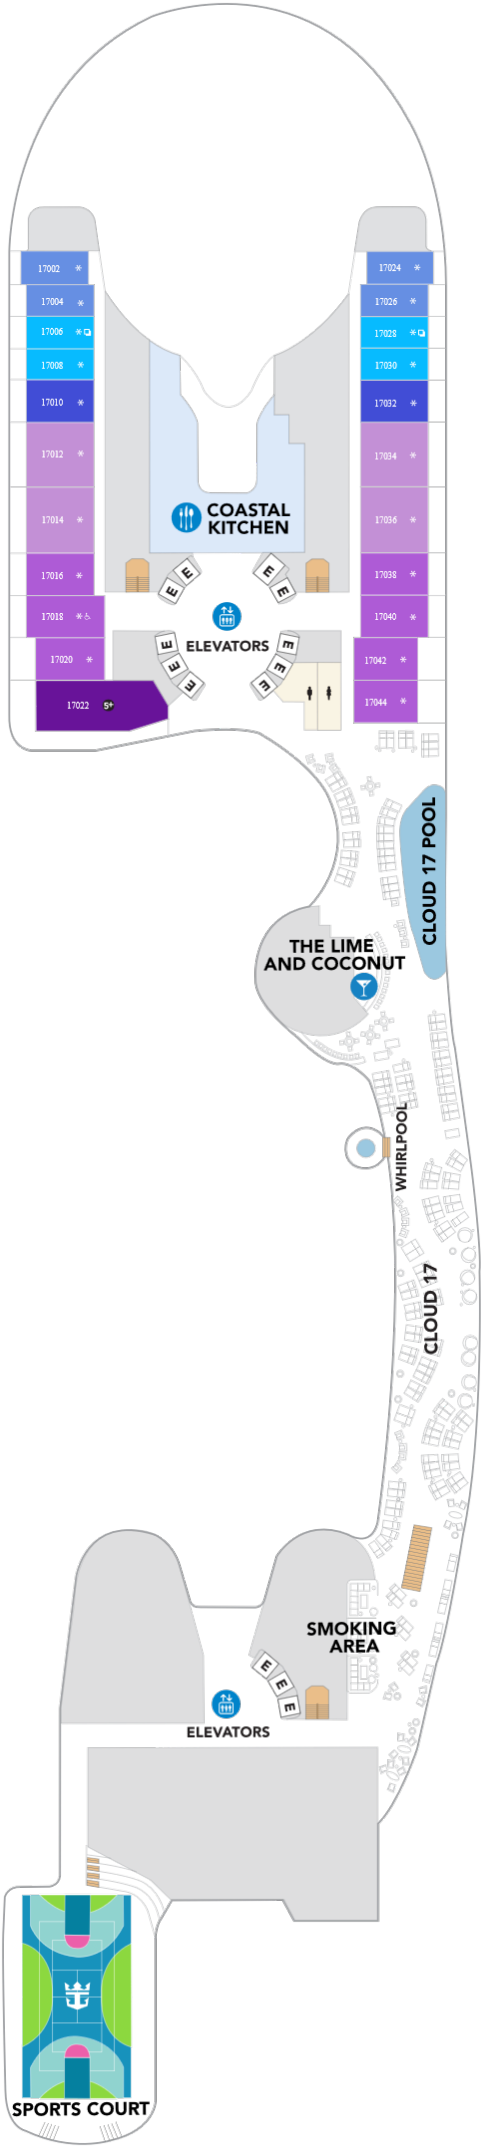 17002 *
17024 *
17004 *
17026 *
17006 *
17028 *
17008 *
17030 *
17010 *
17032 *
17012 *
17034 *
17014 *
17036 *
COASTAL
KITCHEN
17016 *
17038 *
E E
E E
17018 *
17040 *
ELEVATORS
17020 *
17042 *
E E E
E E E
17022 5+
17044 *
CLOUD 17 POOL
THE LIME
AND COCONUT
WHIRLPOOL
CLOUD 17
SMOKING
AREA
E E E
ELEVATORS
SPORTS COURT